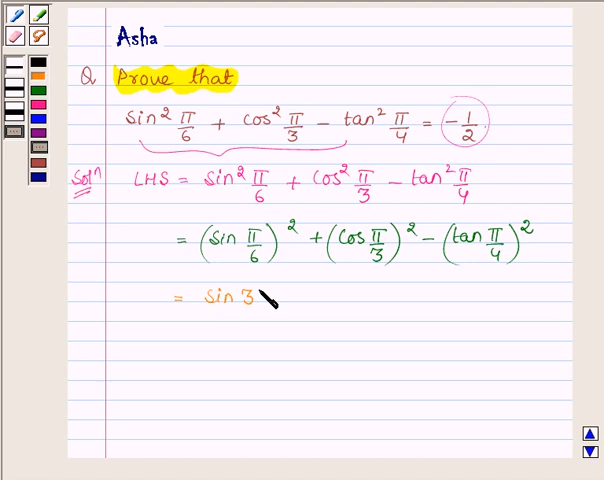 Asha
Q Prove that
sin² π/6 + cos² π/3 − tan² π/4 = −1/2
Solⁿ LHS = sin² π/6 + cos² π/3 − tan² π/4
= (sin π/6)² + (cos π/3)² − (tan π/4)²
= sin 3